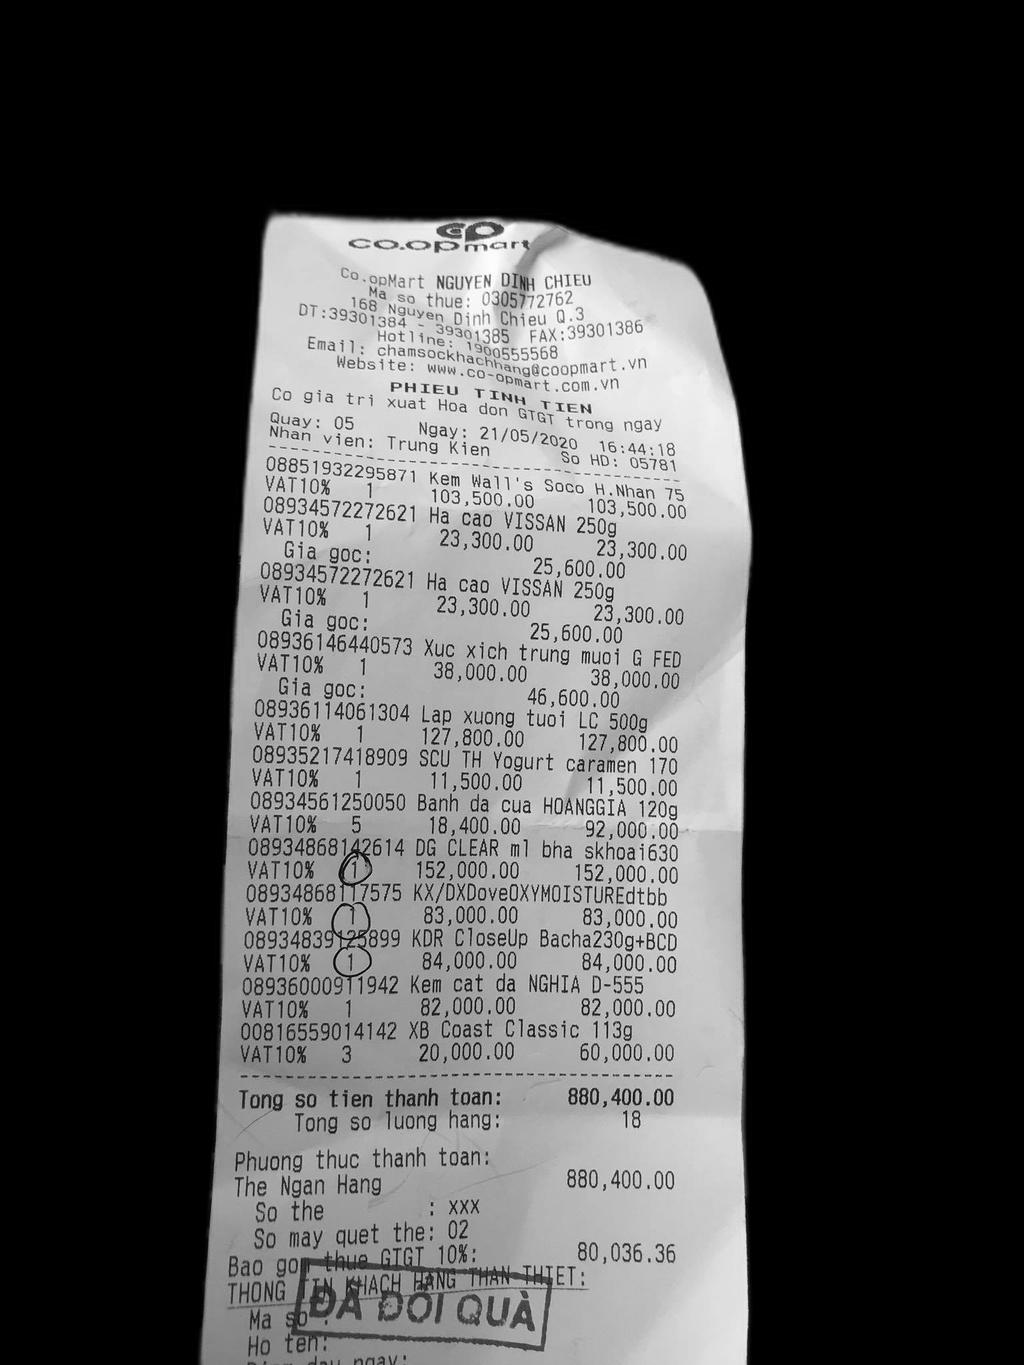 co.opmart
Co.opMart NGUYEN DINH CHIEU
Ma so thue: 0305772762
168 Nguyen Dinh Chieu Q.3
DT:39301384 - 39301385 FAX:39301386
Hotline: 1900555568
Email: chamsockhachhang@coopmart.vn
Website: www.co-opmart.com.vn
PHIEU TINH TIEN
Co gia tri xuat Hoa don GTGT trong ngay
Quay: 05 Ngay: 21/05/2020 16:44:18
Nhan vien: Trung Kien So HD: 05781
08851932295871 Kem Wall's Soco H.Nhan 75
VAT10% 1 103,500.00 103,500.00
08934572272621 Ha cao VISSAN 250g
VAT10% 1 23,300.00 23,300.00
Gia goc: 25,600.00
08934572272621 Ha cao VISSAN 250g
VAT10% 1 23,300.00 23,300.00
Gia goc: 25,600.00
08936146440573 Xuc xich trung muoi G FED
VAT10% 1 38,000.00 38,000.00
Gia goc: 46,600.00
08936114061304 Lap xuong tuoi LC 500g
VAT10% 1 127,800.00 127,800.00
08935217418909 SCU TH Yogurt caramen 170
VAT10% 1 11,500.00 11,500.00
08934561250050 Banh da cua HOANGGIA 120g
VAT10% 5 18,400.00 92,000.00
08934868142614 DG CLEAR ml bha skhoai630
VAT10% 1 152,000.00 152,000.00
08934868117575 KX/DXDoveOXYMOISTUREdtbb
VAT10% 1 83,000.00 83,000.00
08934839125899 KDR CloseUp Bacha230g+BCD
VAT10% 1 84,000.00 84,000.00
08936000911942 Kem cat da NGHIA D-555
VAT10% 1 82,000.00 82,000.00
00816559014142 XB Coast Classic 113g
VAT10% 3 20,000.00 60,000.00
Tong so tien thanh toan: 880,400.00
Tong so luong hang: 18
Phuong thuc thanh toan:
The Ngan Hang 880,400.00
So the : xxx
So may quet the: 02
Bao gom thue GTGT 10%: 80,036.36
THONG TIN KHACH HANG THAN THIET:
ĐÃ ĐỔI QUÀ
Ma so :
Ho ten: